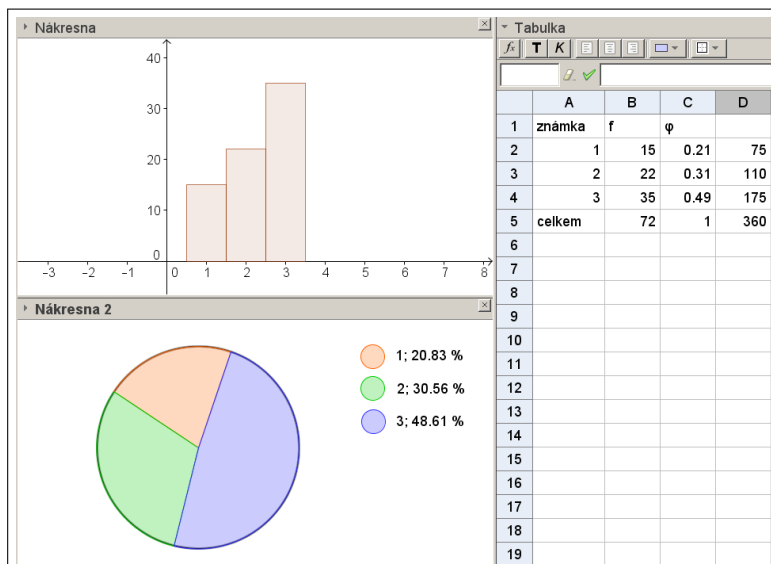 Nákresna
40
30
20
10
0
-3 -2 -1 0 1 2 3 4 5 6 7 8
Nákresna 2
1; 20.83 %
2; 30.56 %
3; 48.61 %
Tabulka
fx T K
A B C D
1 známka f φ
2 1 15 0.21 75
3 2 22 0.31 110
4 3 35 0.49 175
5 celkem 72 1 360
6
7
8
9
10
11
12
13
14
15
16
17
18
19